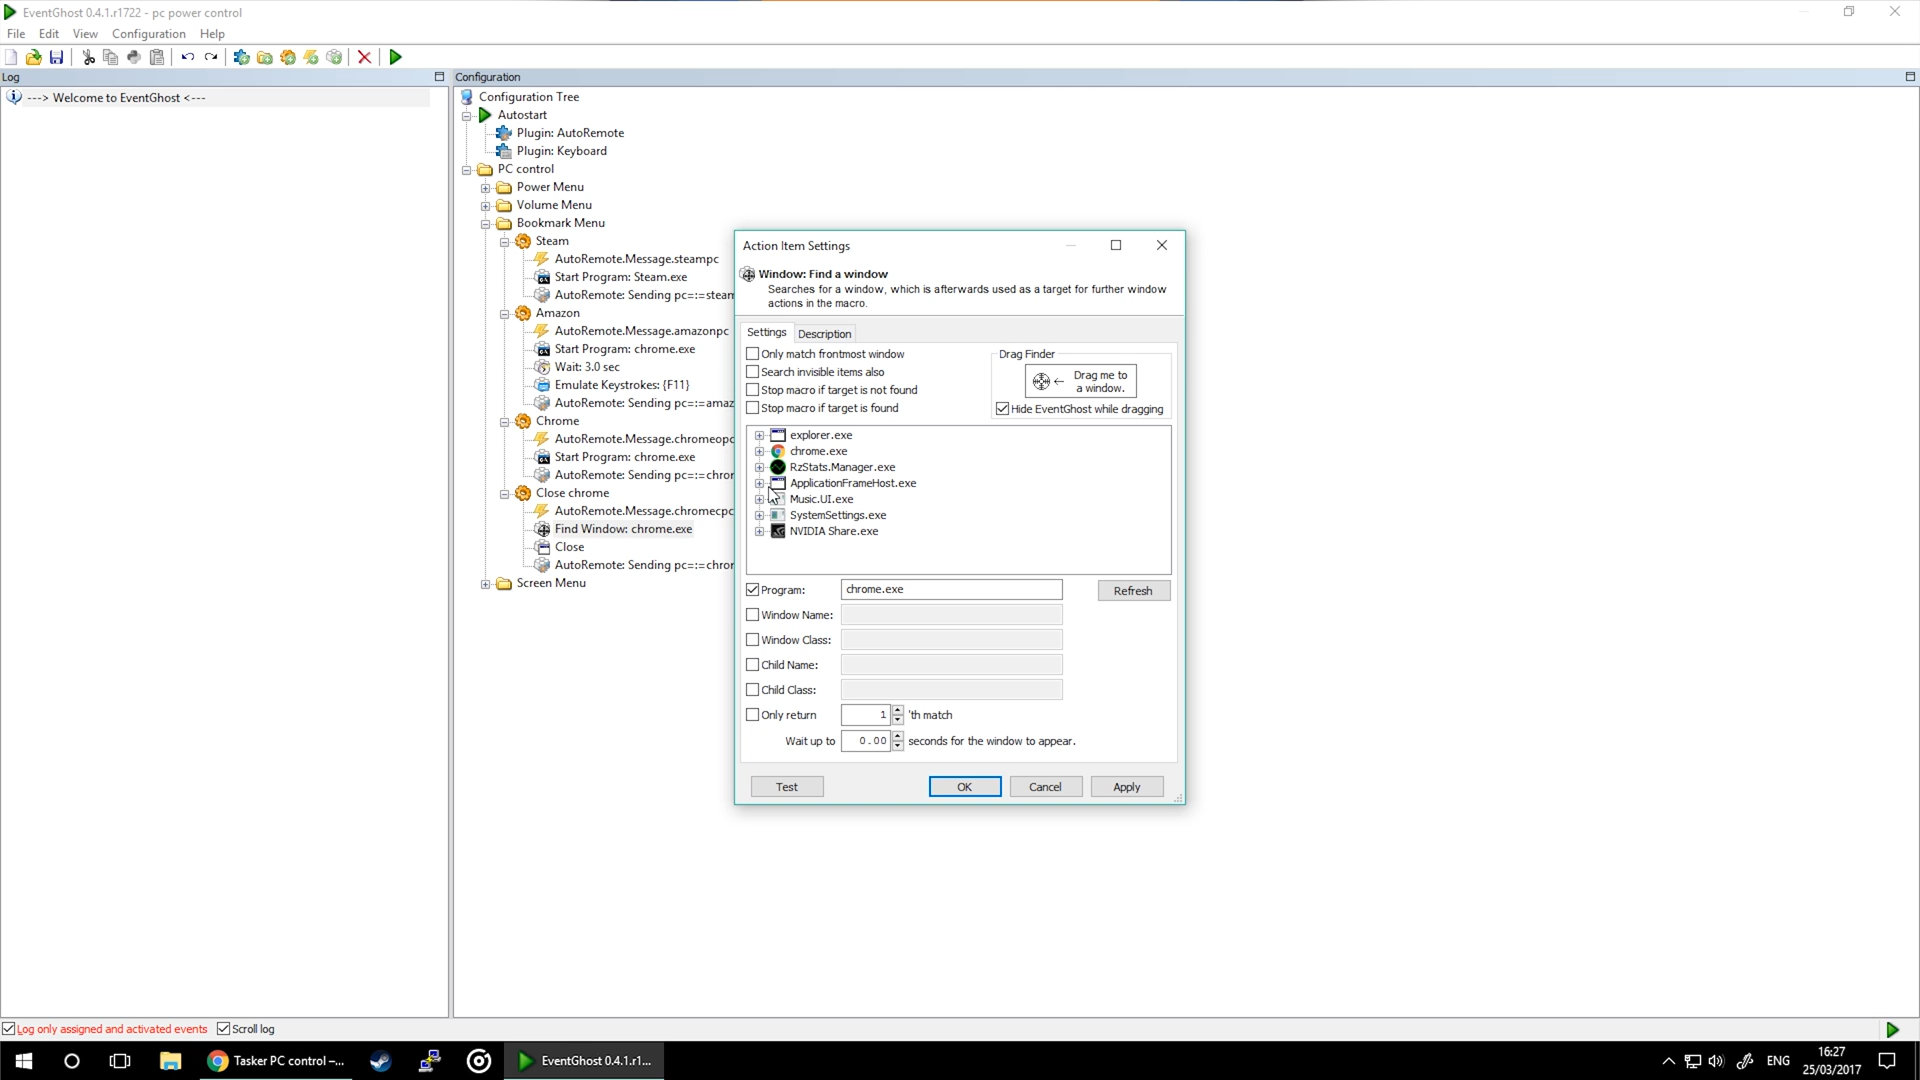 EventGhost 0.4.1.r1722 - pc power control
File Edit View Configuration Help
Log
Configuration
---> Welcome to EventGhost <---
Configuration Tree
Autostart
Plugin: AutoRemote
Plugin: Keyboard
PC control
Power Menu
Volume Menu
Bookmark Menu
Steam
AutoRemote.Message.steampc
Start Program: Steam.exe
AutoRemote: Sending pc=:=steam
Amazon
AutoRemote.Message.amazonpc
Start Program: chrome.exe
Wait: 3.0 sec
Emulate Keystrokes: {F11}
AutoRemote: Sending pc=:=amaz
Chrome
AutoRemote.Message.chromeopc
Start Program: chrome.exe
AutoRemote: Sending pc=:=chror
Close chrome
AutoRemote.Message.chromecpc
Find Window: chrome.exe
Close
AutoRemote: Sending pc=:=chror
Screen Menu
Action Item Settings
Window: Find a window
Searches for a window, which is afterwards used as a target for further window
actions in the macro.
Settings Description
Only match frontmost window
Search invisible items also
Stop macro if target is not found
Stop macro if target is found
Drag Finder
Drag me to
a window.
Hide EventGhost while dragging
explorer.exe
chrome.exe
RzStats.Manager.exe
ApplicationFrameHost.exe
Music.UI.exe
SystemSettings.exe
NVIDIA Share.exe
Program: chrome.exe Refresh
Window Name:
Window Class:
Child Name:
Child Class:
Only return 1 'th match
Wait up to 0.00 seconds for the window to appear.
Test OK Cancel Apply
Log only assigned and activated events Scroll log
Tasker PC control –...
EventGhost 0.4.1.r1...
ENG
16:27
25/03/2017